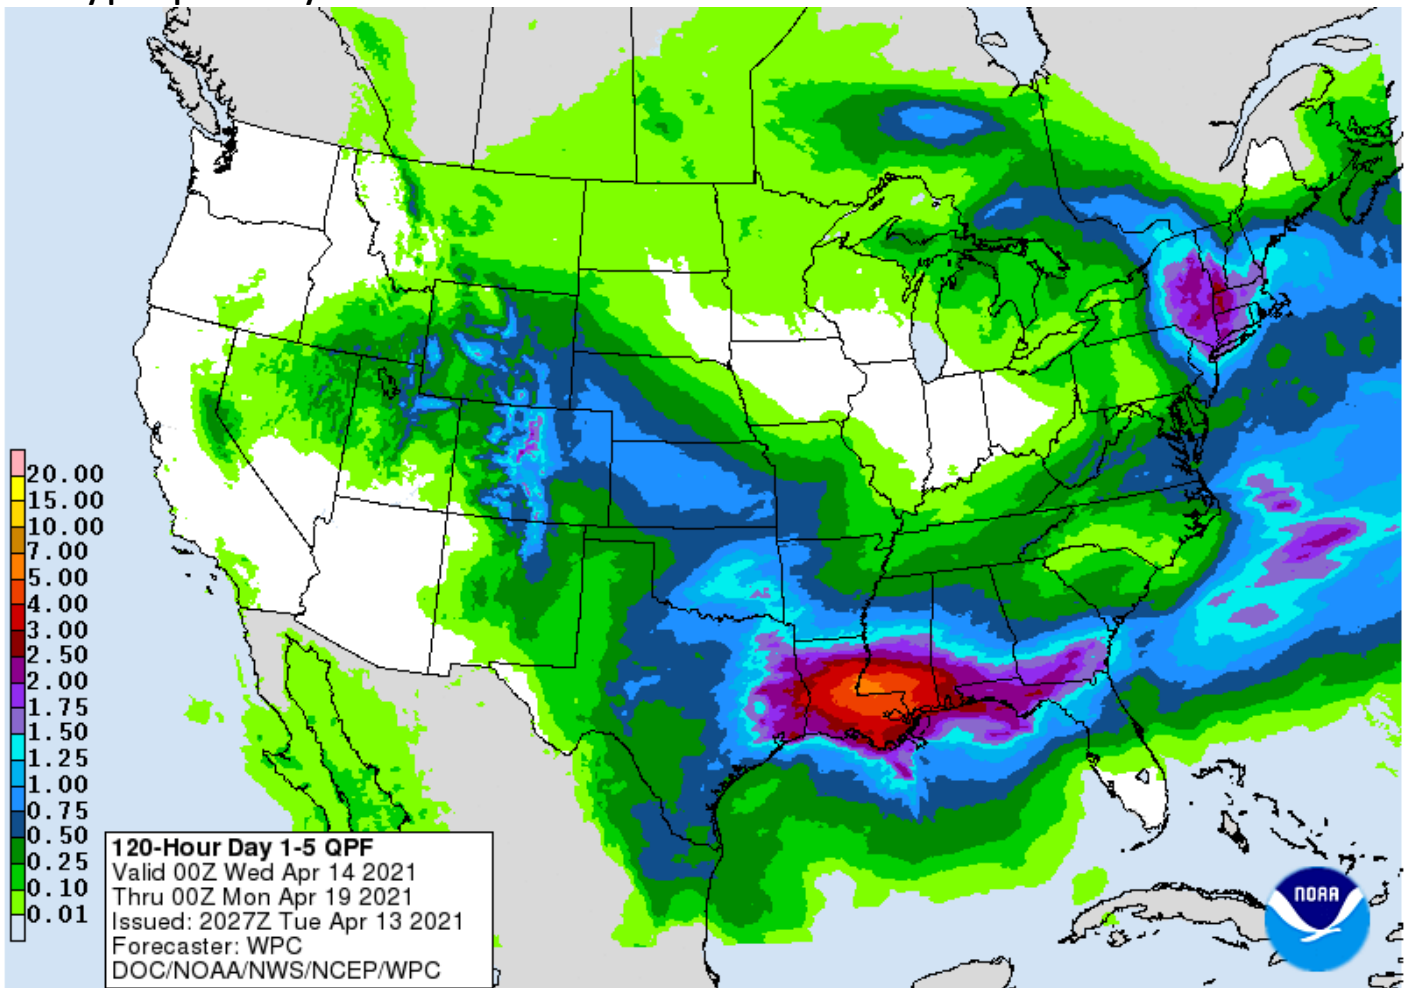 20.00
15.00
10.00
7.00
5.00
4.00
3.00
2.50
2.00
1.75
1.50
1.25
1.00
0.75
0.50
0.25
0.10
0.01
120-Hour Day 1-5 QPF
Valid 00Z Wed Apr 14 2021
Thru 00Z Mon Apr 19 2021
Issued: 2027Z Tue Apr 13 2021
Forecaster: WPC
DOC/NOAA/NWS/NCEP/WPC
NOAA